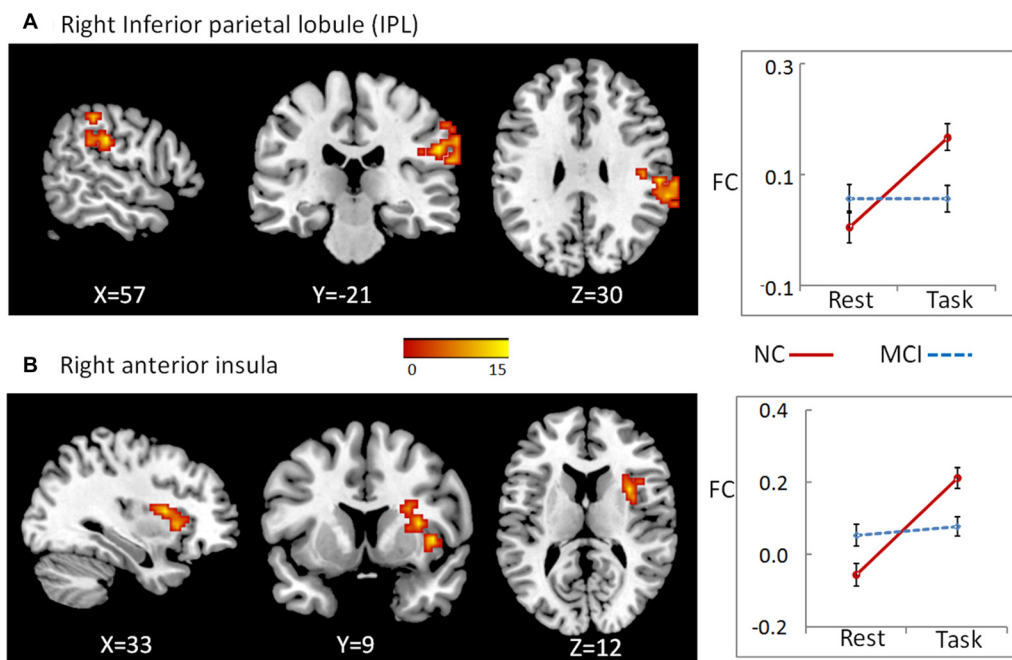 A Right Inferior parietal lobule (IPL)
X=57 Y=-21 Z=30
0.3
FC
0.1
-0.1
Rest Task
NC MCI
B Right anterior insula
0 15
X=33 Y=9 Z=12
0.4
FC
0.2
0.0
-0.2
Rest Task